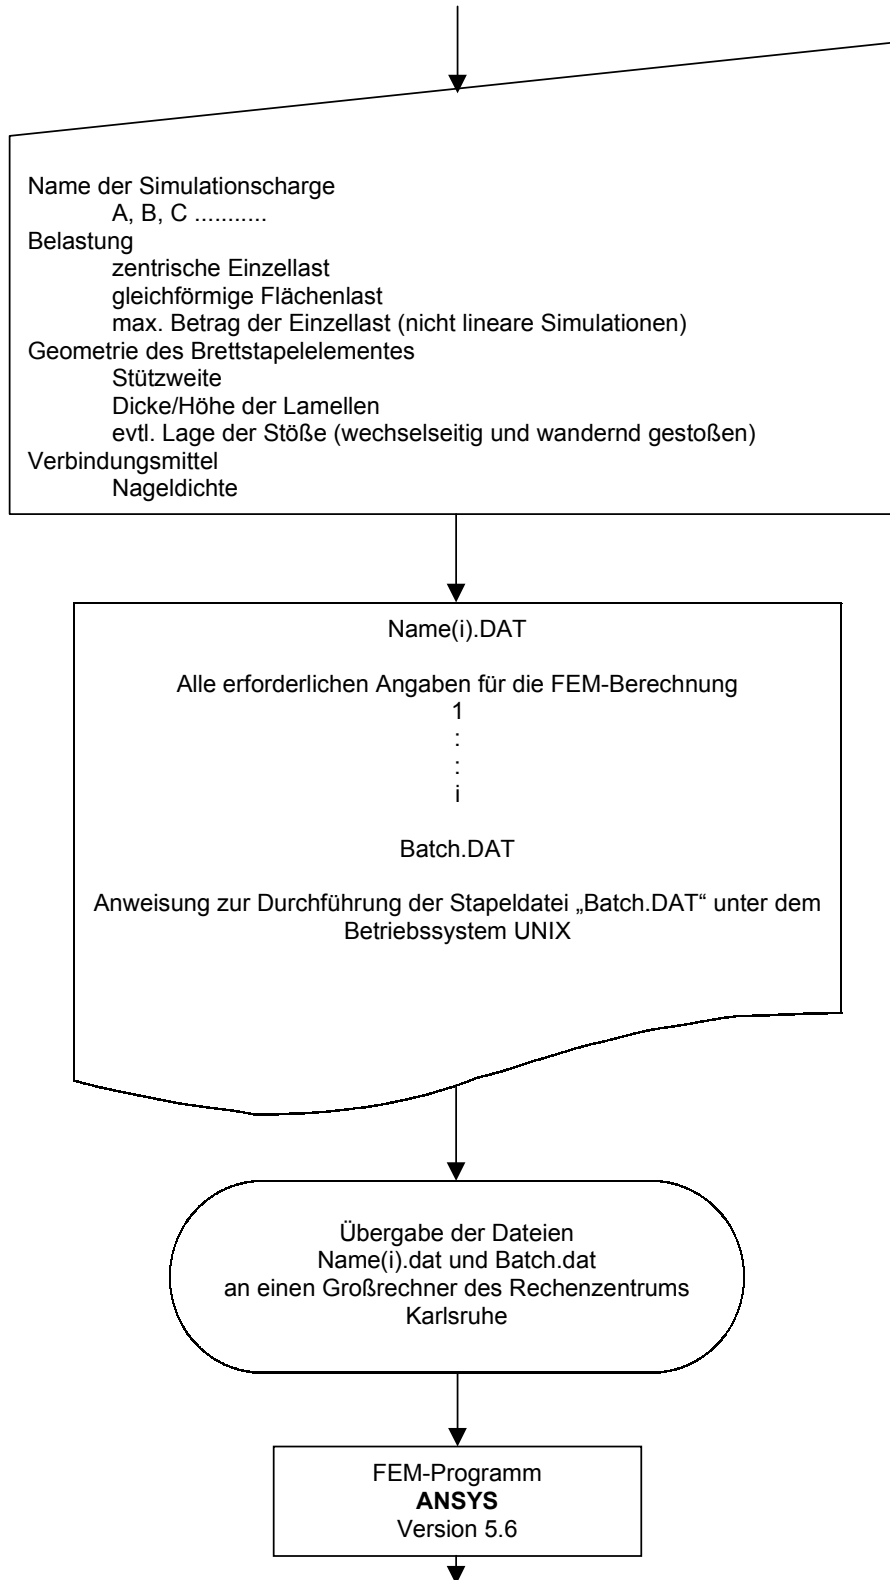 Name der Simulationscharge
A, B, C ...........
Belastung
zentrische Einzellast
gleichförmige Flächenlast
max. Betrag der Einzellast (nicht lineare Simulationen)
Geometrie des Brettstapelelementes
Stützweite
Dicke/Höhe der Lamellen
evtl. Lage der Stöße (wechselseitig und wandernd gestoßen)
Verbindungsmittel
Nageldichte
Name(i).DAT
Alle erforderlichen Angaben für die FEM-Berechnung
1
:
:
i
Batch.DAT
Anweisung zur Durchführung der Stapeldatei „Batch.DAT“ unter dem
Betriebssystem UNIX
Übergabe der Dateien
Name(i).dat und Batch.dat
an einen Großrechner des Rechenzentrums
Karlsruhe
FEM-Programm
ANSYS
Version 5.6